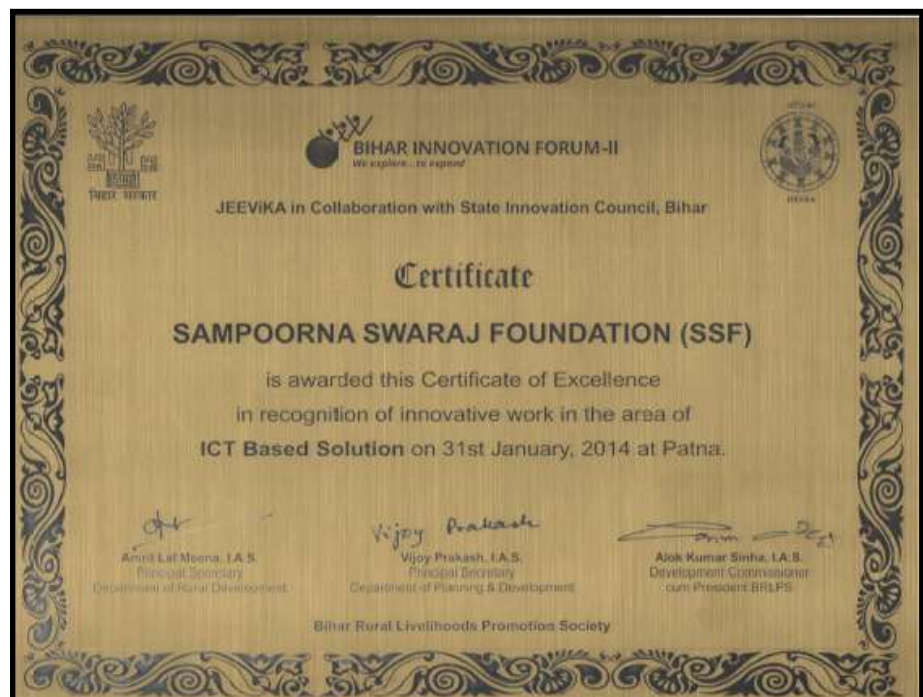 बिहार सरकार
BIHAR INNOVATION FORUM-II
We explore...to expand
JEEViKA in Collaboration with State Innovation Council, Bihar
Certificate
SAMPOORNA SWARAJ FOUNDATION (SSF)
is awarded this Certificate of Excellence
in recognition of innovative work in the area of
ICT Based Solution on 31st January, 2014 at Patna.
Vijoy Prakash
Amrit Lal Meena, I.A.S.
Principal Secretary
Department of Rural Development
Vijoy Prakash, I.A.S.
Principal Secretary
Department of Planning & Development
Alok Kumar Sinha, I.A.S.
Development Commissioner
cum President BRLPS
Bihar Rural Livelihoods Promotion Society